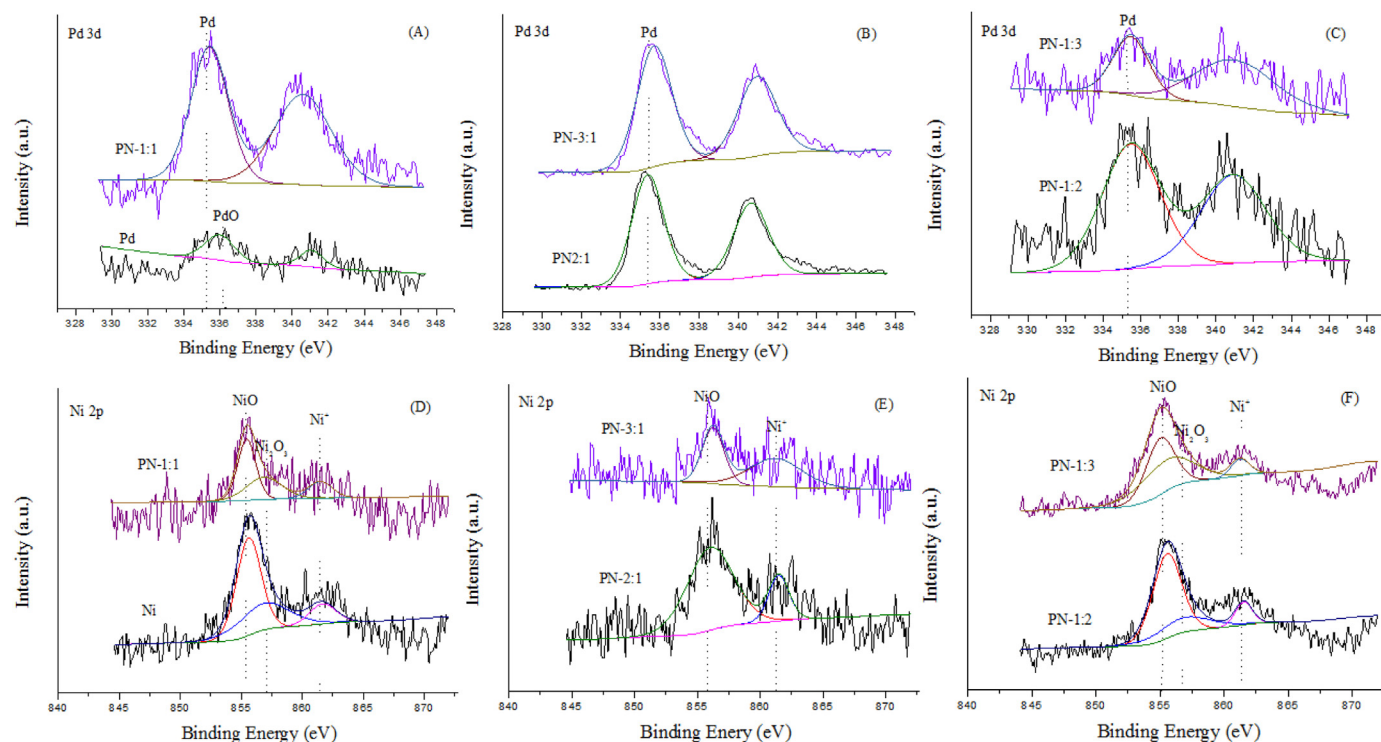 Pd 3d
Pd
(A)
PN-1:1
PdO
Pd
Intensity (a.u.)
328 330 332 334 336 338 340 342 344 346 348
Binding Energy (eV)
Pd 3d
Pd
(B)
PN-3:1
PN2:1
Intensity (a.u.)
330 332 334 336 338 340 342 344 346 348
Binding Energy (eV)
Pd 3d
PN-1:3
Pd
(C)
PN-1:2
Intensity (a.u.)
328 330 332 334 336 338 340 342 344 346 348
Binding Energy (eV)
Ni 2p
NiO
Ni⁺
(D)
Ni₂O₃
PN-1:1
Ni
Intensity (a.u.)
840 845 850 855 860 865 870
Binding Energy (eV)
Ni 2p
NiO
(E)
PN-3:1
Ni⁺
PN-2:1
Intensity (a.u.)
840 845 850 855 860 865 870
Binding Enery (eV)
Ni 2p
NiO
Ni⁺
(F)
Ni₂O₃
PN-1:3
PN-1:2
Intensity (a.u.)
840 845 850 855 860 865 870
Binding Energy (eV)